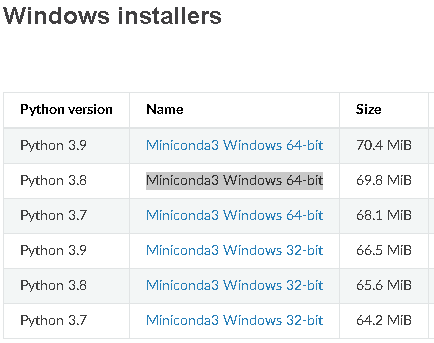 Windows installers
Python version Name Size
Python 3.9 Miniconda3 Windows 64-bit 70.4 MiB
Python 3.8 Miniconda3 Windows 64-bit 69.8 MiB
Python 3.7 Miniconda3 Windows 64-bit 68.1 MiB
Python 3.9 Miniconda3 Windows 32-bit 66.5 MiB
Python 3.8 Miniconda3 Windows 32-bit 65.6 MiB
Python 3.7 Miniconda3 Windows 32-bit 64.2 MiB